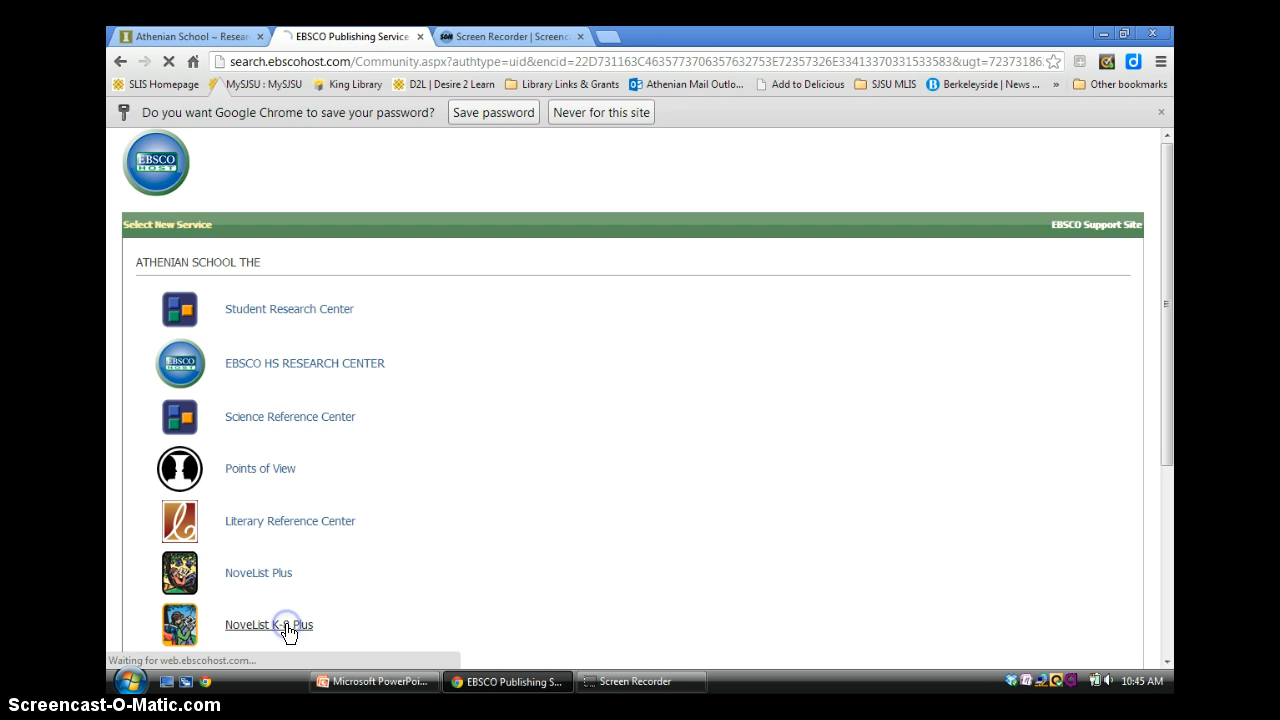 Athenian School ~ Resear
EBSCO Publishing Service
Screen Recorder | Screenc
search.ebscohost.com/Community.aspx?authtype=uid&encid=22D731163C46357737063576327532753E72357326E33413370351533583&ugt=72373186
SLIS Homepage
MySJSU : MySJSU
King Library
D2L | Desire 2 Learn
Library Links & Grants
Athenian Mail Outlo...
Add to Delicious
SJSU MLIS
Berkeleyside | News ...
»
Other bookmarks
Do you want Google Chrome to save your password?
Save password
Never for this site
EBSCO
HOST
Select New Service
EBSCO Support Site
ATHENIAN SCHOOL THE
Student Research Center
EBSCO
HOST
EBSCO HS RESEARCH CENTER
Science Reference Center
Points of View
Literary Reference Center
NoveList Plus
NoveList K-8 Plus
Waiting for web.ebscohost.com...
Microsoft PowerPoi...
EBSCO Publishing S...
Screen Recorder
10:45 AM
Screencast-O-Matic.com